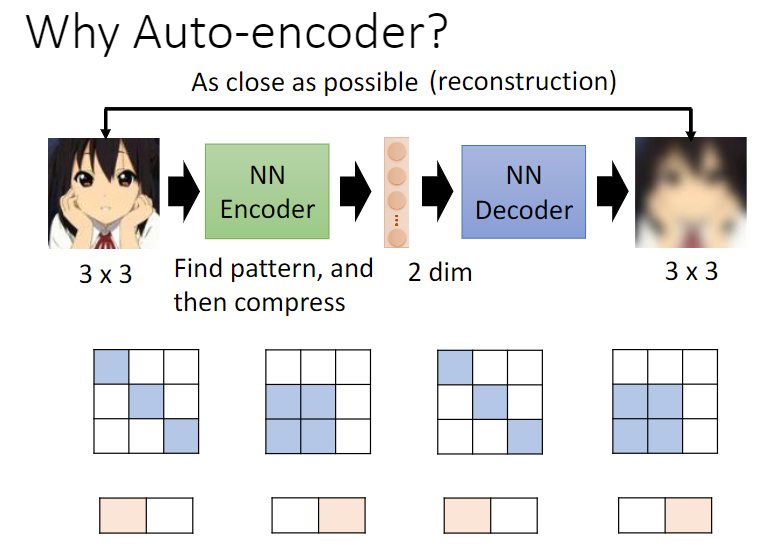 Why Auto-encoder?
As close as possible (reconstruction)
NN
Encoder
NN
Decoder
3 x 3
Find pattern, and
then compress
2 dim
3 x 3